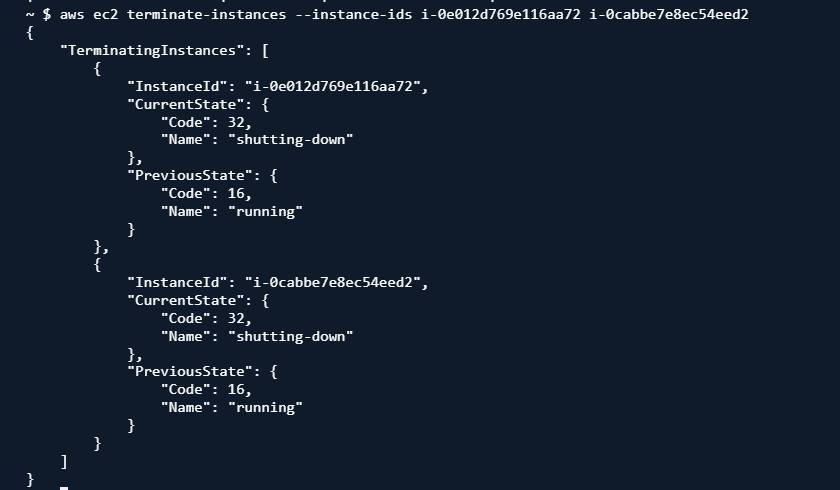 ~ $ aws ec2 terminate-instances --instance-ids i-0e012d769e116aa72 i-0cabbe7e8ec54eed2
{
    "TerminatingInstances": [
        {
            "InstanceId": "i-0e012d769e116aa72",
            "CurrentState": {
                "Code": 32,
                "Name": "shutting-down"
            },
            "PreviousState": {
                "Code": 16,
                "Name": "running"
            }
        },
        {
            "InstanceId": "i-0cabbe7e8ec54eed2",
            "CurrentState": {
                "Code": 32,
                "Name": "shutting-down"
            },
            "PreviousState": {
                "Code": 16,
                "Name": "running"
            }
        }
    ]
}